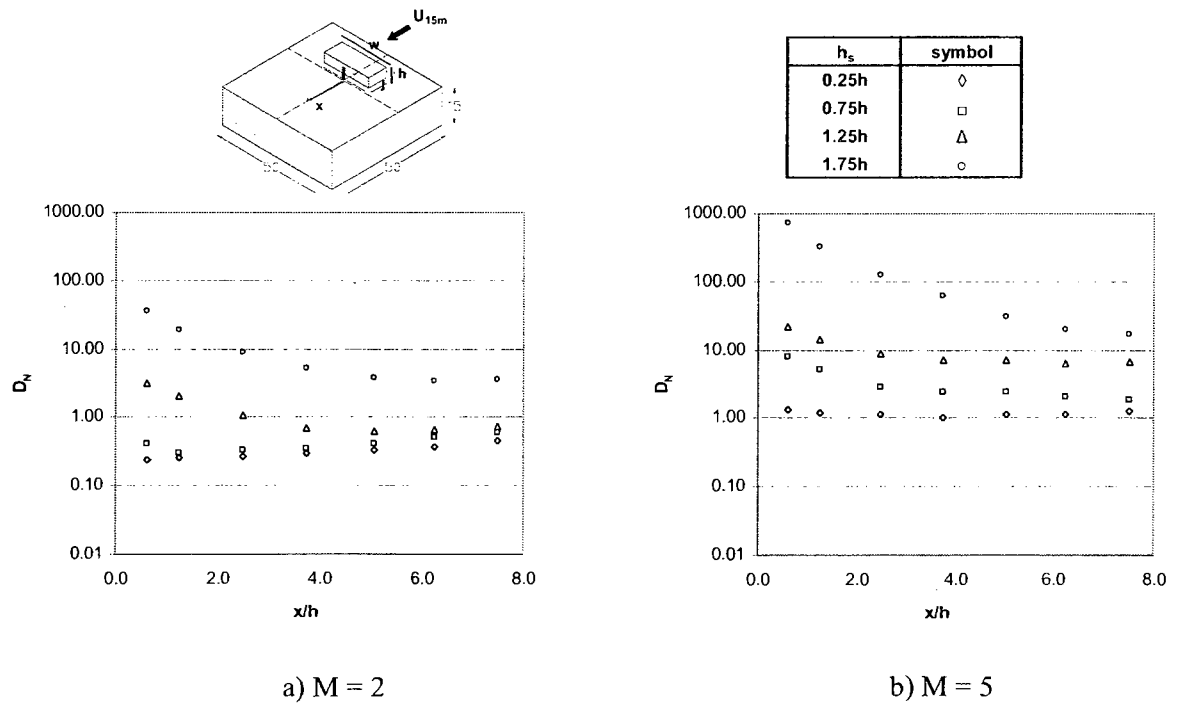 U15m
w
h
x
15
50
50
hs symbol
0.25h ◊
0.75h □
1.25h △
1.75h ○
1000.00
100.00
10.00
1.00
0.10
0.01
DN
0.0 2.0 4.0 6.0 8.0
x/h
a) M = 2
1000.00
100.00
10.00
1.00
0.10
0.01
DN
0.0 2.0 4.0 6.0 8.0
x/h
b) M = 5